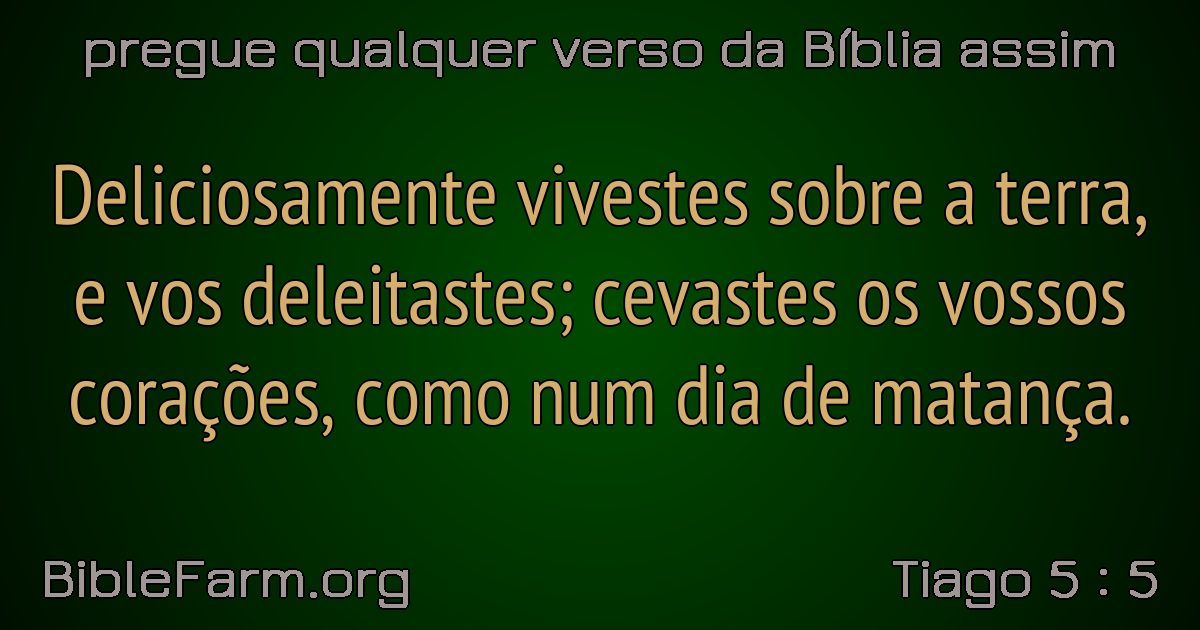 pregue qualquer verso da Bíblia assim
Deliciosamente vivestes sobre a terra,
e vos deleitastes; cevastes os vossos
corações, como num dia de matança.
BibleFarm.org
Tiago 5 : 5